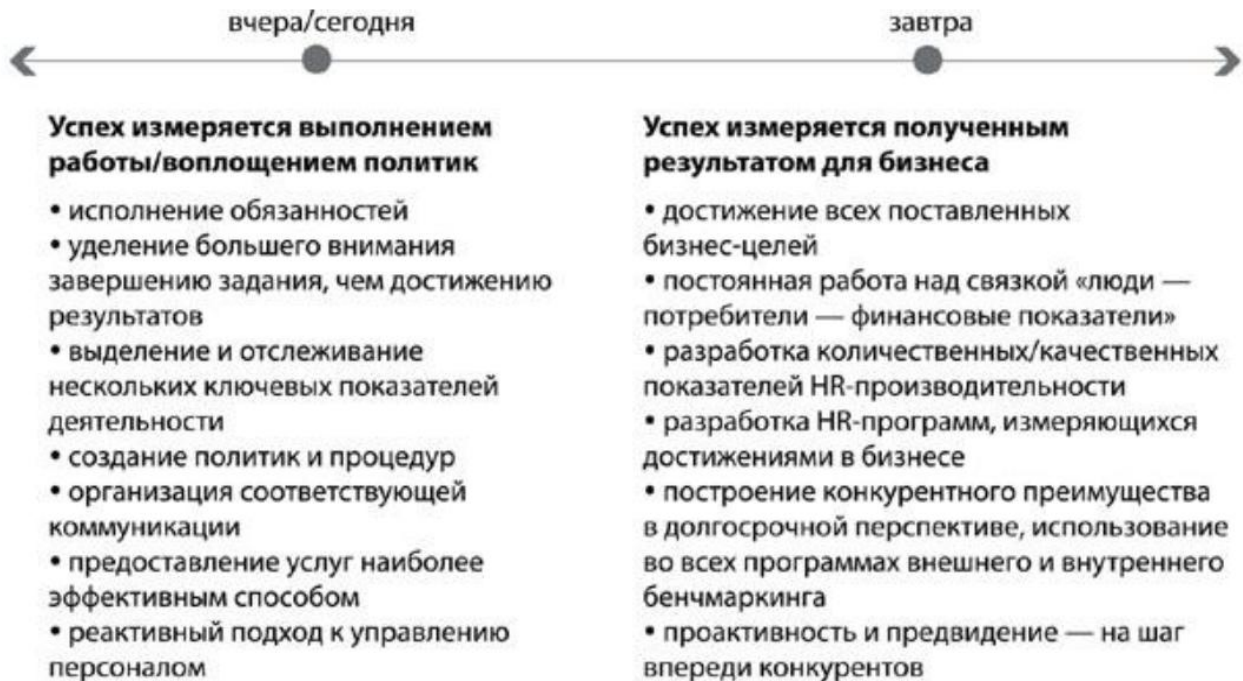 вчера/сегодня
завтра
Успех измеряется выполнением
работы/воплощением политик
• исполнение обязанностей
• уделение большего внимания
завершению задания, чем достижению
результатов
• выделение и отслеживание
нескольких ключевых показателей
деятельности
• создание политик и процедур
• организация соответствующей
коммуникации
• предоставление услуг наиболее
эффективным способом
• реактивный подход к управлению
персоналом
Успех измеряется полученным
результатом для бизнеса
• достижение всех поставленных
бизнес-целей
• постоянная работа над связкой «люди —
потребители — финансовые показатели»
• разработка количественных/качественных
показателей HR-производительности
• разработка HR-программ, измеряющихся
достижениями в бизнесе
• построение конкурентного преимущества
в долгосрочной перспективе, использование
во всех программах внешнего и внутреннего
бенчмаркинга
• проактивность и предвидение — на шаг
впереди конкурентов